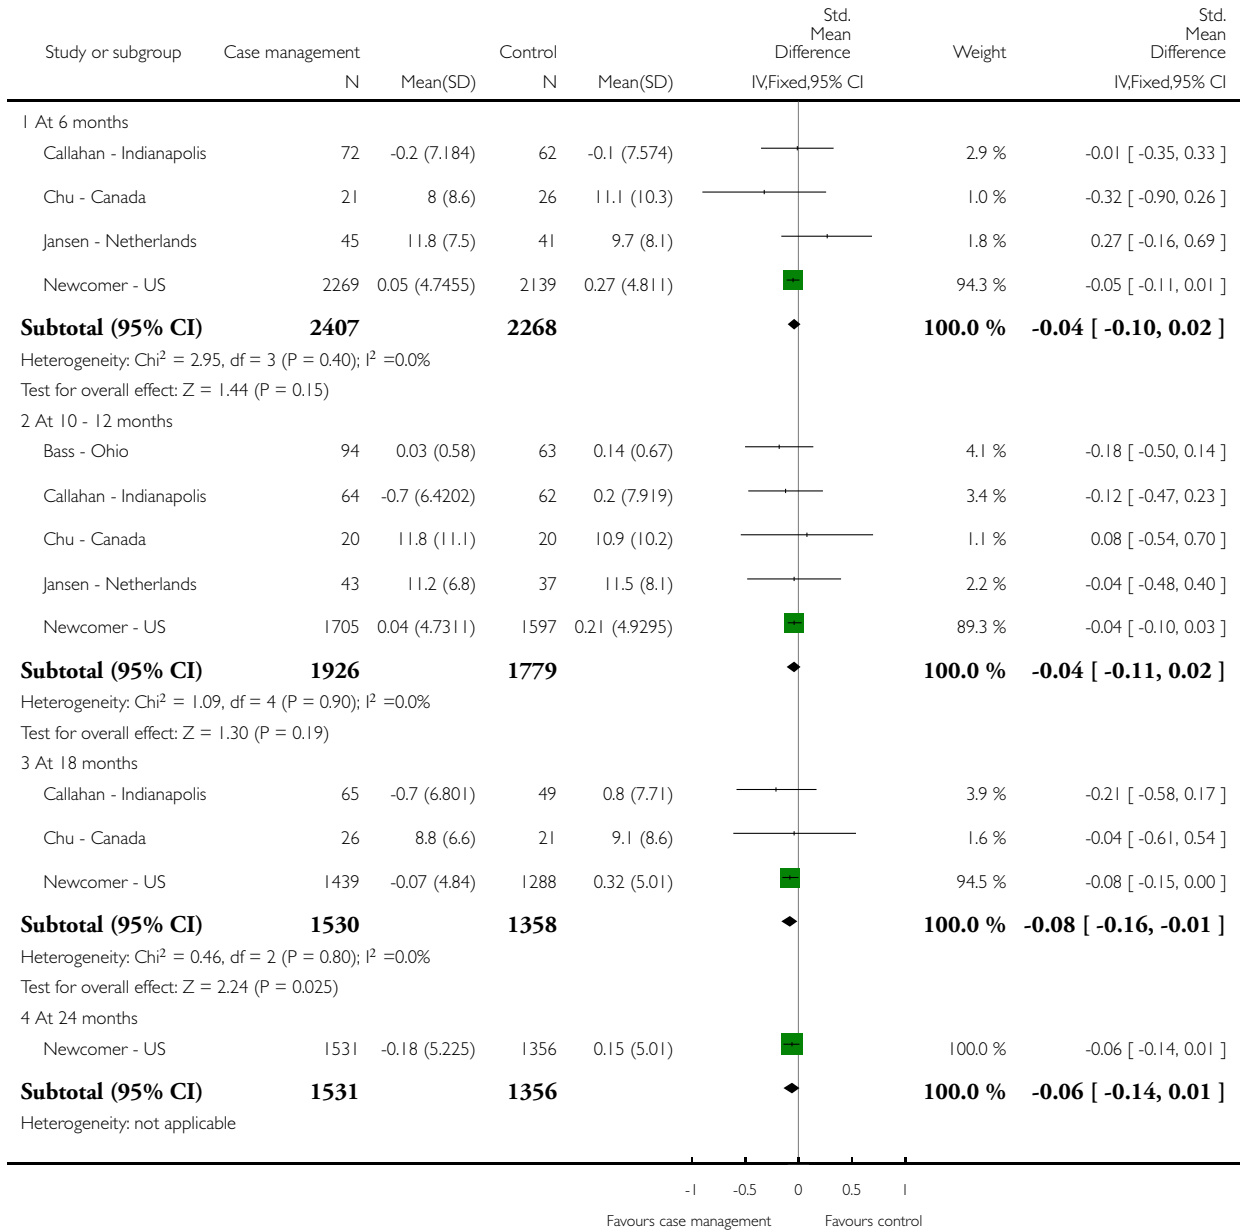 Std. Mean Difference Std. Mean Difference
Study or subgroup Case management Control Weight
N Mean(SD) N Mean(SD) IV,Fixed,95% CI IV,Fixed,95% CI
1 At 6 months
Callahan - Indianapolis 72 -0.2 (7.184) 62 -0.1 (7.574) 2.9 % -0.01 [ -0.35, 0.33 ]
Chu - Canada 21 8 (8.6) 26 11.1 (10.3) 1.0 % -0.32 [ -0.90, 0.26 ]
Jansen - Netherlands 45 11.8 (7.5) 41 9.7 (8.1) 1.8 % 0.27 [ -0.16, 0.69 ]
Newcomer - US 2269 0.05 (4.7455) 2139 0.27 (4.811) 94.3 % -0.05 [ -0.11, 0.01 ]
Subtotal (95% CI) 2407 2268 100.0 % -0.04 [ -0.10, 0.02 ]
Heterogeneity: Chi² = 2.95, df = 3 (P = 0.40); I² =0.0%
Test for overall effect: Z = 1.44 (P = 0.15)
2 At 10 - 12 months
Bass - Ohio 94 0.03 (0.58) 63 0.14 (0.67) 4.1 % -0.18 [ -0.50, 0.14 ]
Callahan - Indianapolis 64 -0.7 (6.4202) 62 0.2 (7.919) 3.4 % -0.12 [ -0.47, 0.23 ]
Chu - Canada 20 11.8 (11.1) 20 10.9 (10.2) 1.1 % 0.08 [ -0.54, 0.70 ]
Jansen - Netherlands 43 11.2 (6.8) 37 11.5 (8.1) 2.2 % -0.04 [ -0.48, 0.40 ]
Newcomer - US 1705 0.04 (4.7311) 1597 0.21 (4.9295) 89.3 % -0.04 [ -0.10, 0.03 ]
Subtotal (95% CI) 1926 1779 100.0 % -0.04 [ -0.11, 0.02 ]
Heterogeneity: Chi² = 1.09, df = 4 (P = 0.90); I² =0.0%
Test for overall effect: Z = 1.30 (P = 0.19)
3 At 18 months
Callahan - Indianapolis 65 -0.7 (6.801) 49 0.8 (7.71) 3.9 % -0.21 [ -0.58, 0.17 ]
Chu - Canada 26 8.8 (6.6) 21 9.1 (8.6) 1.6 % -0.04 [ -0.61, 0.54 ]
Newcomer - US 1439 -0.07 (4.84) 1288 0.32 (5.01) 94.5 % -0.08 [ -0.15, 0.00 ]
Subtotal (95% CI) 1530 1358 100.0 % -0.08 [ -0.16, -0.01 ]
Heterogeneity: Chi² = 0.46, df = 2 (P = 0.80); I² =0.0%
Test for overall effect: Z = 2.24 (P = 0.025)
4 At 24 months
Newcomer - US 1531 -0.18 (5.225) 1356 0.15 (5.01) 100.0 % -0.06 [ -0.14, 0.01 ]
Subtotal (95% CI) 1531 1356 100.0 % -0.06 [ -0.14, 0.01 ]
Heterogeneity: not applicable
-1 -0.5 0 0.5 1
Favours case management Favours control